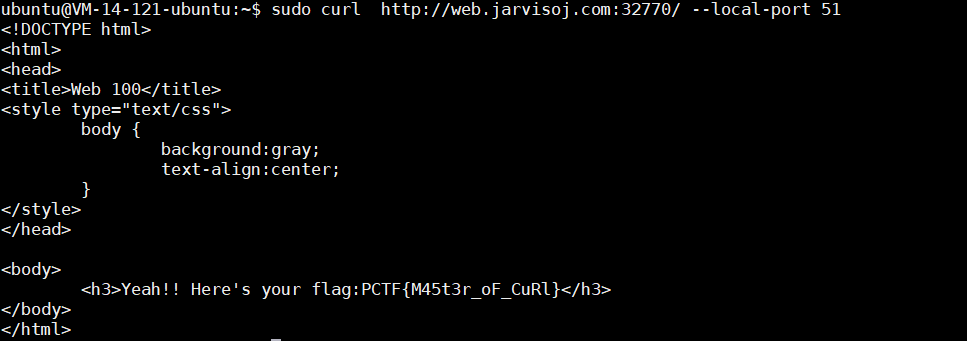 ubuntu@VM-14-121-ubuntu:~$ sudo curl  http://web.jarvisoj.com:32770/ --local-port 51
<!DOCTYPE html>
<html>
<head>
<title>Web 100</title>
<style type="text/css">
        body {
                background:gray;
                text-align:center;
        }
</style>
</head>

<body>
        <h3>Yeah!! Here's your flag:PCTF{M45t3r_oF_CuRl}</h3>
</body>
</html>